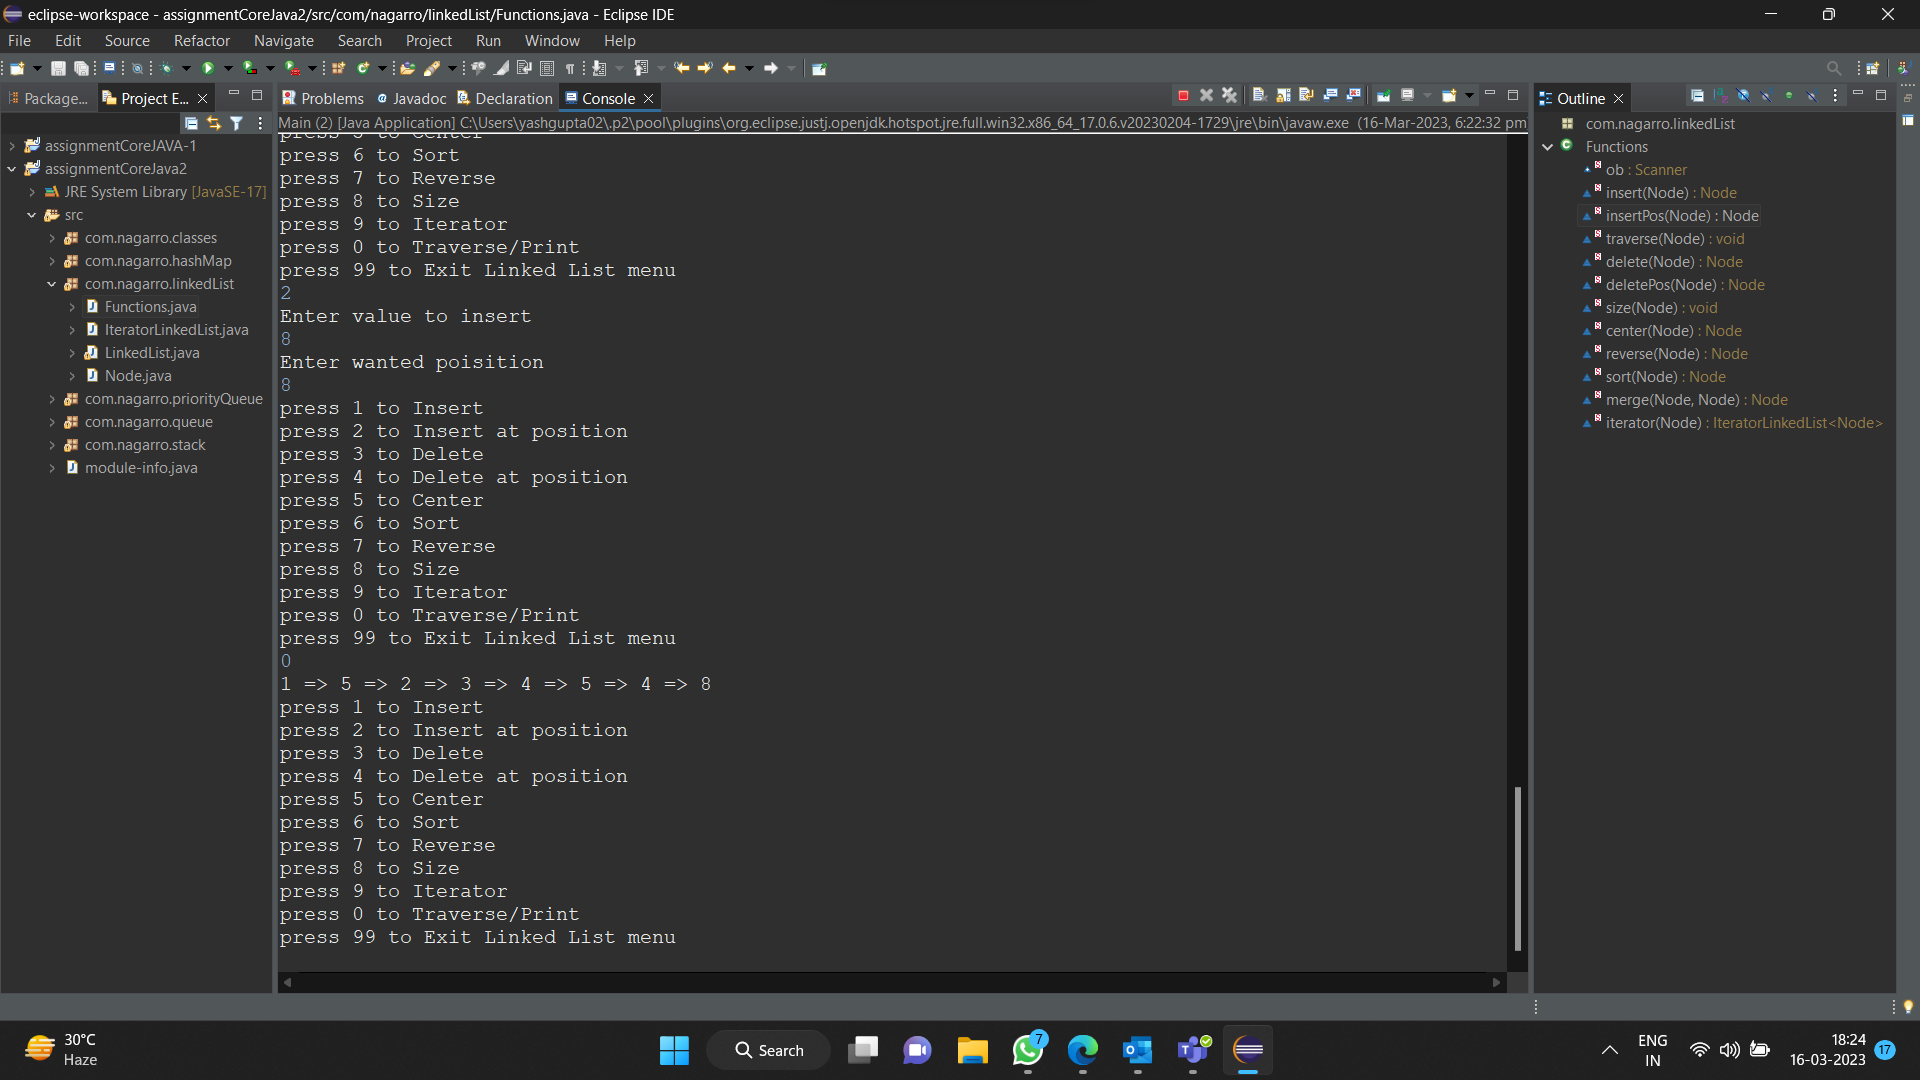 eclipse-workspace - assignmentCoreJava2/src/com/nagarro/linkedList/Functions.java - Eclipse IDE
File Edit Source Refactor Navigate Search Project Run Window Help
Package... Project E...
assignmentCoreJAVA-1
assignmentCoreJava2
JRE System Library [JavaSE-17]
src
com.nagarro.classes
com.nagarro.hashMap
com.nagarro.linkedList
Functions.java
IteratorLinkedList.java
LinkedList.java
Node.java
com.nagarro.priorityQueue
com.nagarro.queue
com.nagarro.stack
module-info.java
Problems Javadoc Declaration Console
Main (2) [Java Application] C:\Users\yashgupta02\.p2\pool\plugins\org.eclipse.justj.openjdk.hotspot.jre.full.win32.x86_64_17.0.6.v20230204-1729\jre\bin\javaw.exe (16-Mar-2023, 6:22:32 pm
press 5 to Center
press 6 to Sort
press 7 to Reverse
press 8 to Size
press 9 to Iterator
press 0 to Traverse/Print
press 99 to Exit Linked List menu
2
Enter value to insert
8
Enter wanted poisition
8
press 1 to Insert
press 2 to Insert at position
press 3 to Delete
press 4 to Delete at position
press 5 to Center
press 6 to Sort
press 7 to Reverse
press 8 to Size
press 9 to Iterator
press 0 to Traverse/Print
press 99 to Exit Linked List menu
0
1 => 5 => 2 => 3 => 4 => 5 => 4 => 8
press 1 to Insert
press 2 to Insert at position
press 3 to Delete
press 4 to Delete at position
press 5 to Center
press 6 to Sort
press 7 to Reverse
press 8 to Size
press 9 to Iterator
press 0 to Traverse/Print
press 99 to Exit Linked List menu
Outline
com.nagarro.linkedList
Functions
ob : Scanner
insert(Node) : Node
insertPos(Node) : Node
traverse(Node) : void
delete(Node) : Node
deletePos(Node) : Node
size(Node) : void
center(Node) : Node
reverse(Node) : Node
sort(Node) : Node
merge(Node, Node) : Node
iterator(Node) : IteratorLinkedList<Node>
30°C
Haze
Search
7
ENG
IN
18:24
16-03-2023
17